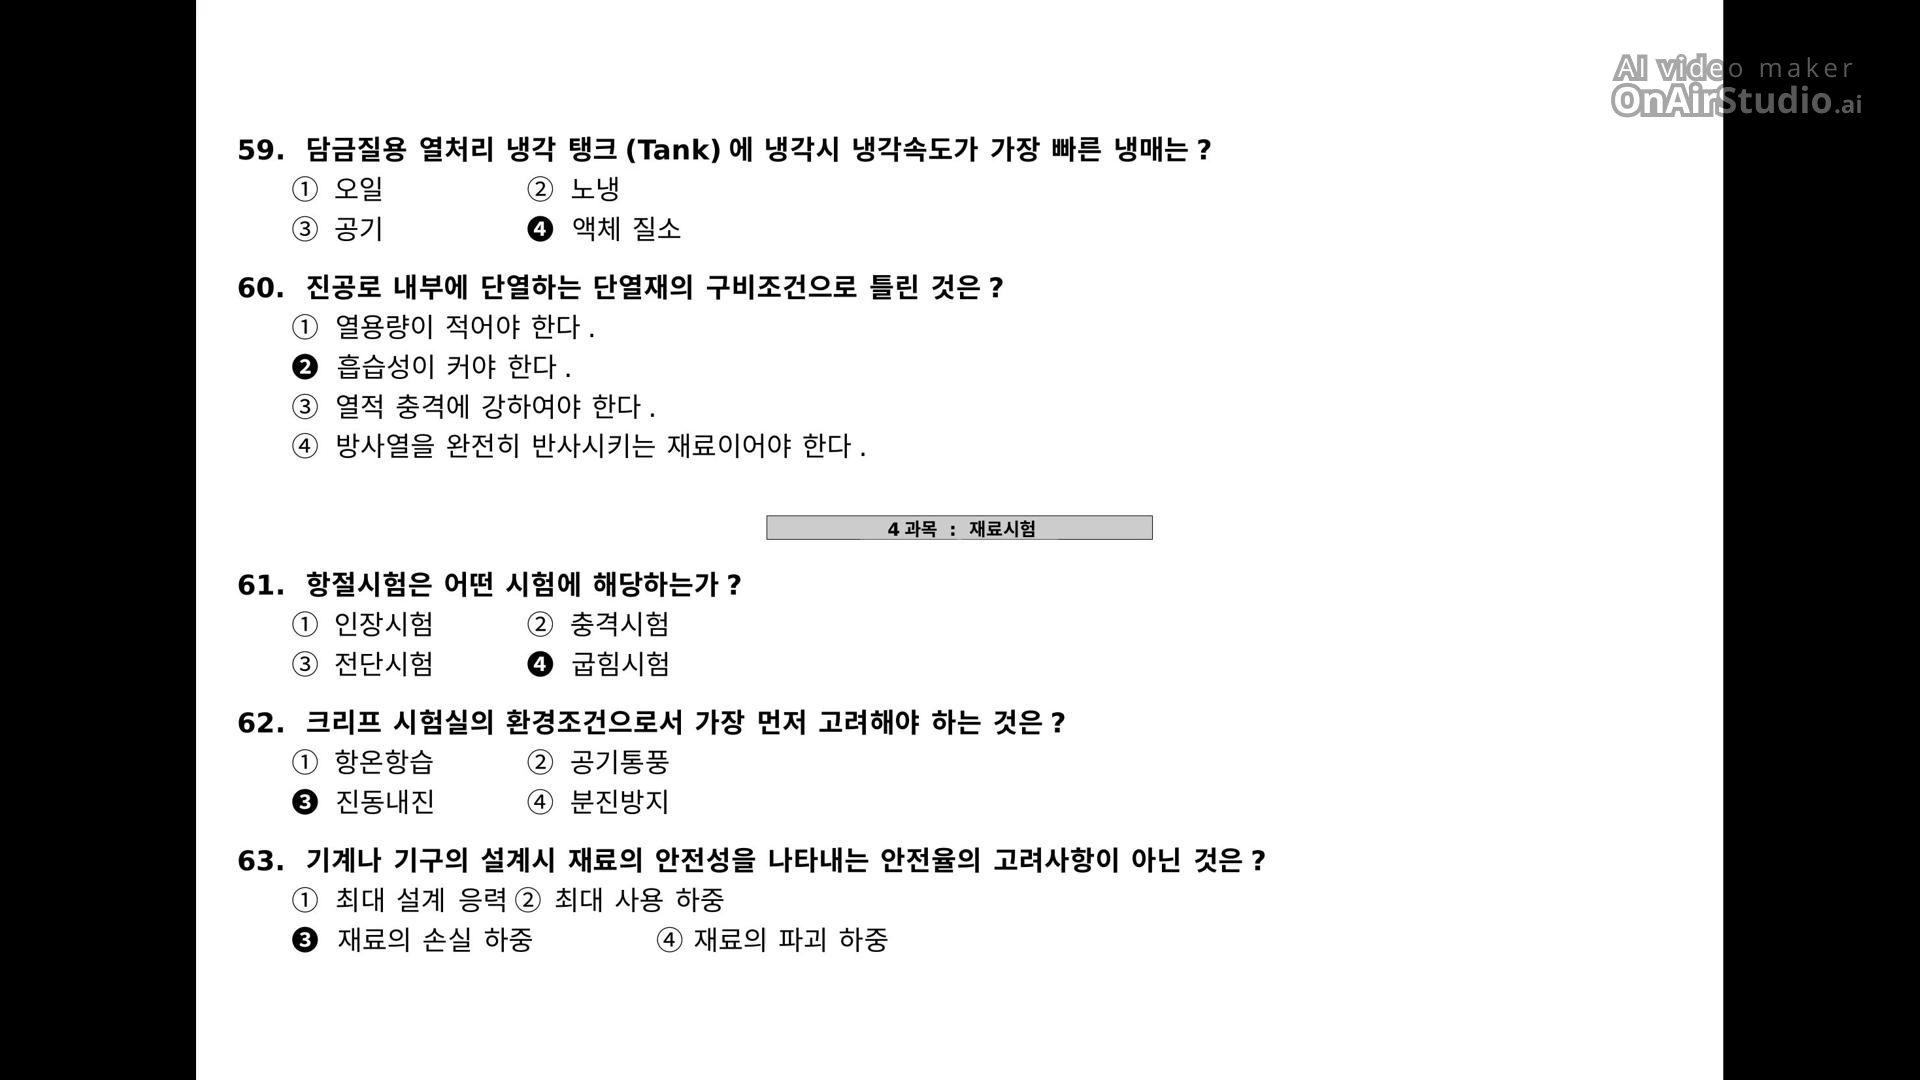 AI video maker
OnAirStudio.ai
59. 담금질용 열처리 냉각 탱크(Tank)에 냉각시 냉각속도가 가장 빠른 냉매는?
① 오일 ② 노냉
③ 공기 ❹ 액체 질소
60. 진공로 내부에 단열하는 단열재의 구비조건으로 틀린 것은?
① 열용량이 적어야 한다.
❷ 흡습성이 커야 한다.
③ 열적 충격에 강하여야 한다.
④ 방사열을 완전히 반사시키는 재료이어야 한다.
4과목 : 재료시험
61. 항절시험은 어떤 시험에 해당하는가?
① 인장시험 ② 충격시험
③ 전단시험 ❹ 굽힘시험
62. 크리프 시험실의 환경조건으로서 가장 먼저 고려해야 하는 것은?
① 항온항습 ② 공기통풍
❸ 진동내진 ④ 분진방지
63. 기계나 기구의 설계시 재료의 안전성을 나타내는 안전율의 고려사항이 아닌 것은?
① 최대 설계 응력 ② 최대 사용 하중
❸ 재료의 손실 하중 ④ 재료의 파괴 하중